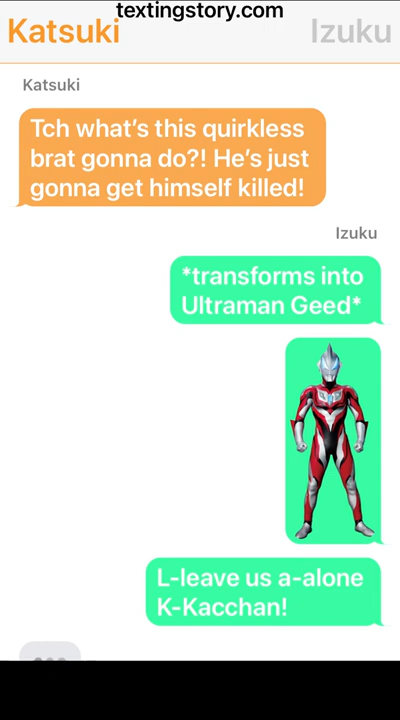 textingstory.com
Katsuki
Izuku
Katsuki
Tch what’s this quirkless
brat gonna do?! He’s just
gonna get himself killed!
Izuku
*transforms into
Ultraman Geed*
L-leave us a-alone
K-Kacchan!